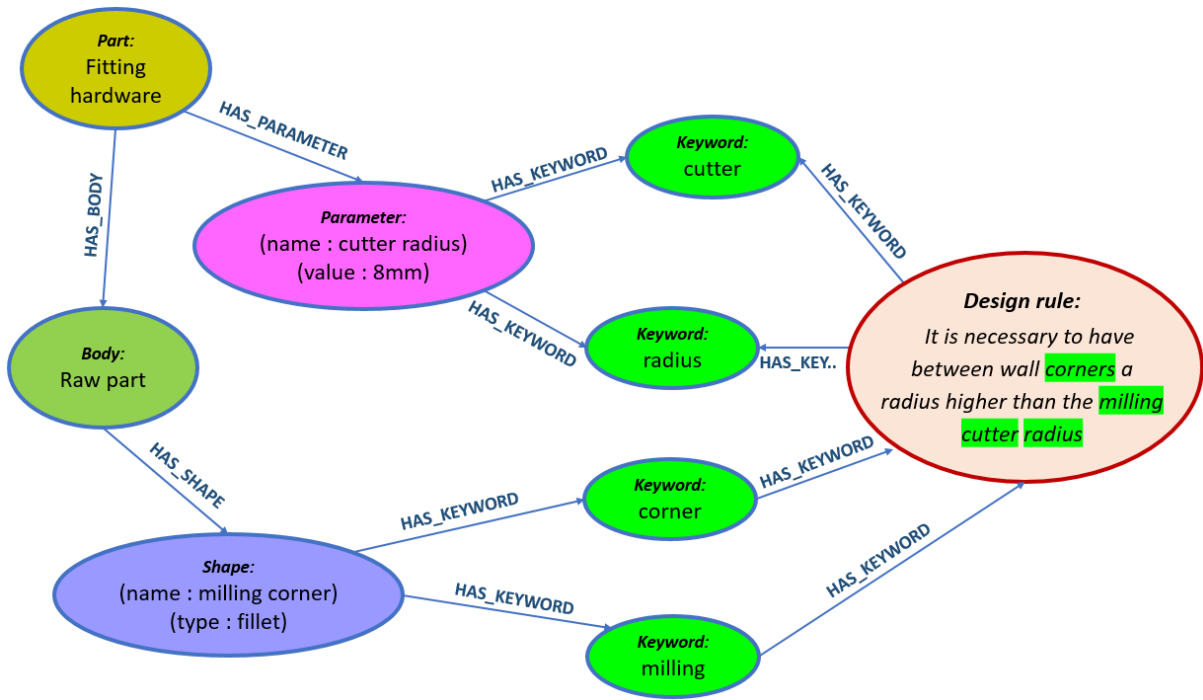 Part:
Fitting
hardware
HAS_PARAMETER
HAS_BODY
Parameter:
(name : cutter radius)
(value : 8mm)
HAS_KEYWORD
Keyword:
cutter
HAS_KEYWORD
HAS_KEYWORD
Keyword:
radius
HAS_KEY..
Design rule:
It is necessary to have
between wall corners a
radius higher than the milling
cutter radius
Body:
Raw part
HAS_SHAPE
Shape:
(name : milling corner)
(type : fillet)
HAS_KEYWORD
Keyword:
corner
HAS_KEYWORD
HAS_KEYWORD
Keyword:
milling
HAS_KEYWORD